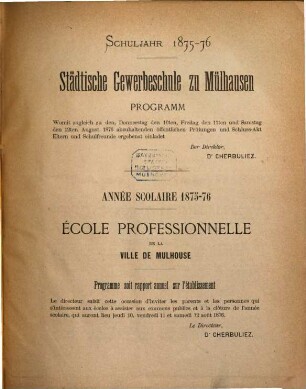 SCHULJAHR 1875-76
Städtische Gewerbeschule zu Mülhausen
PROGRAMM
Womit zugleich zu den, Donnerstag den 10ten, Freitag den 11ten und Samstag
den 12ten August 1876 abzuhaltenden öffentlichen Prüfungen und Schlussakt
Eltern und Schulfreunde ergebenst einladet
Der Direktor,
Dr CHERBULIEZ.
ANNÉE SCOLAIRE 1875-76
ÉCOLE PROFESSIONNELLE
DE LA
VILLE DE MULHOUSE
Programme soit rapport annuel sur l'établissement
Le directeur saisit cette occasion d'inviter les parents et les personnes qui
s'intéressent aux écoles à assister aux examens publics et à la clôture de l'année
scolaire, qui auront lieu jeudi 10, vendredi 11 et samedi 12 août 1876.
Le Directeur,
Dr CHERBULIEZ.